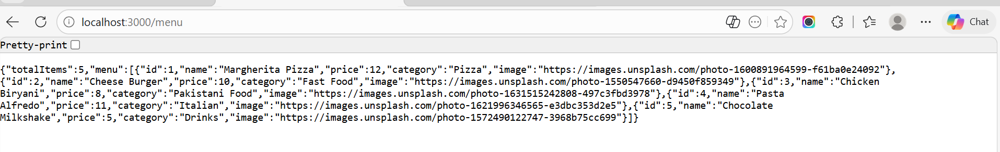 localhost:3000/menu
Chat
Pretty-print
{"totalItems":5,"menu":[{"id":1,"name":"Margherita Pizza","price":12,"category":"Pizza","image":"https://images.unsplash.com/photo-1600891964599-f61ba0e24092"},
{"id":2,"name":"Cheese Burger","price":10,"category":"Fast Food","image":"https://images.unsplash.com/photo-1550547660-d9450f859349"},{"id":3,"name":"Chicken
Biryani","price":8,"category":"Pakistani Food","image":"https://images.unsplash.com/photo-1631515242808-497c3fbd3978"},{"id":4,"name":"Pasta
Alfredo","price":11,"category":"Italian","image":"https://images.unsplash.com/photo-1621996346565-e3dbc353d2e5"},{"id":5,"name":"Chocolate
Milkshake","price":5,"category":"Drinks","image":"https://images.unsplash.com/photo-1572490122747-3968b75cc699"}]}